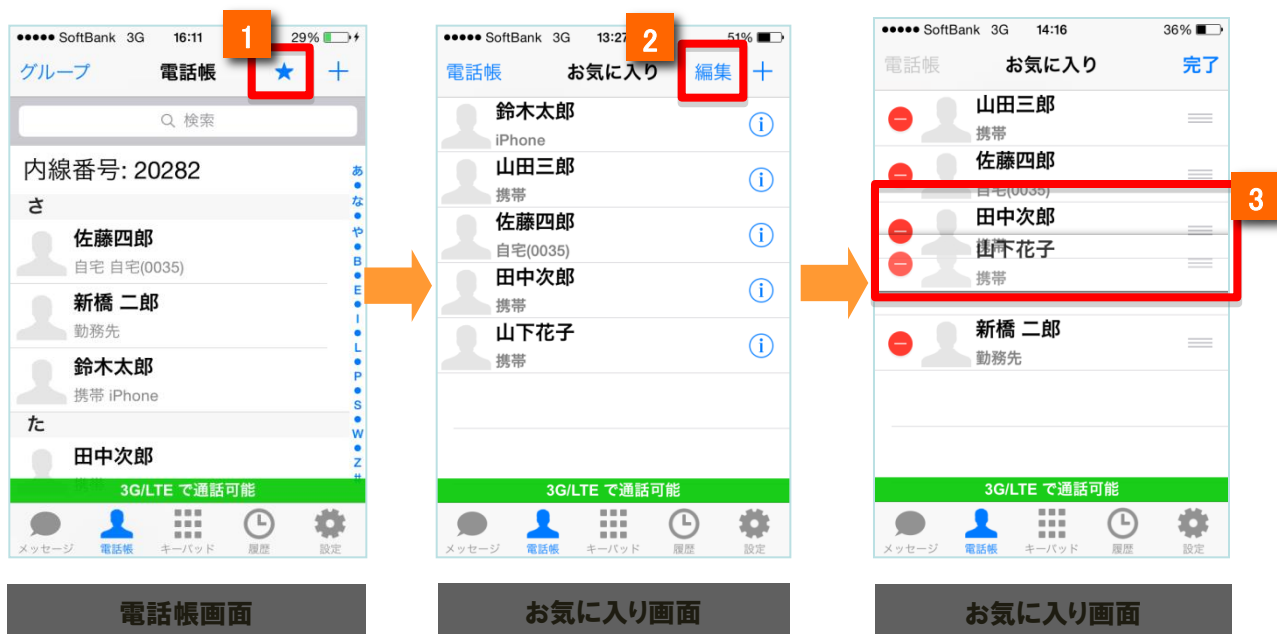 ●●●●● SoftBank 3G 16:11 29%
1
グループ 電話帳 ★ +
検索
内線番号: 20282
さ
佐藤四郎
自宅 自宅(0035)
新橋 二郎
勤務先
鈴木太郎
携帯 iPhone
た
田中次郎
携帯
あ
な
や
B
E
I
L
P
S
W
Z
#
3G/LTE で通話可能
メッセージ 電話帳 キーパッド 履歴 設定
電話帳画面
●●●●● SoftBank 3G 13:27 51%
2
電話帳 お気に入り 編集 +
鈴木太郎
iPhone
山田三郎
携帯
佐藤四郎
自宅(0035)
田中次郎
携帯
山下花子
携帯
3G/LTE で通話可能
メッセージ 電話帳 キーパッド 履歴 設定
お気に入り画面
●●●●● SoftBank 3G 14:16 36%
電話帳 お気に入り 完了
山田三郎
携帯
佐藤四郎
自宅(0035)
3
田中次郎
携帯
山下花子
携帯
新橋 二郎
勤務先
3G/LTE で通話可能
メッセージ 電話帳 キーパッド 履歴 設定
お気に入り画面